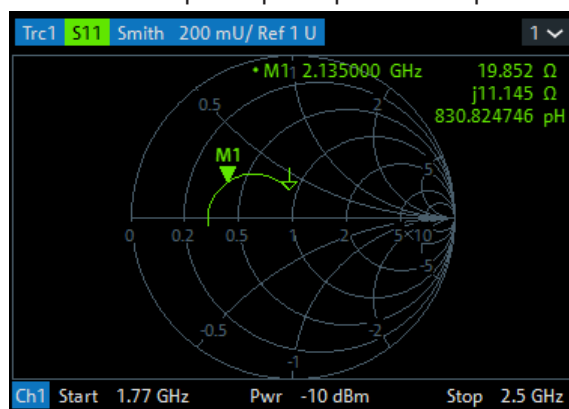 Trc1 S11 Smith 200 mU/ Ref 1 U 1
• M1 2.135000 GHz 19.852 Ω
j11.145 Ω
830.824746 pH
0.5 1 2
M1
5
0 0.2 0.5 1 2 5 10
-5
-0.5 -2
-1
Ch1 Start 1.77 GHz Pwr -10 dBm Stop 2.5 GHz